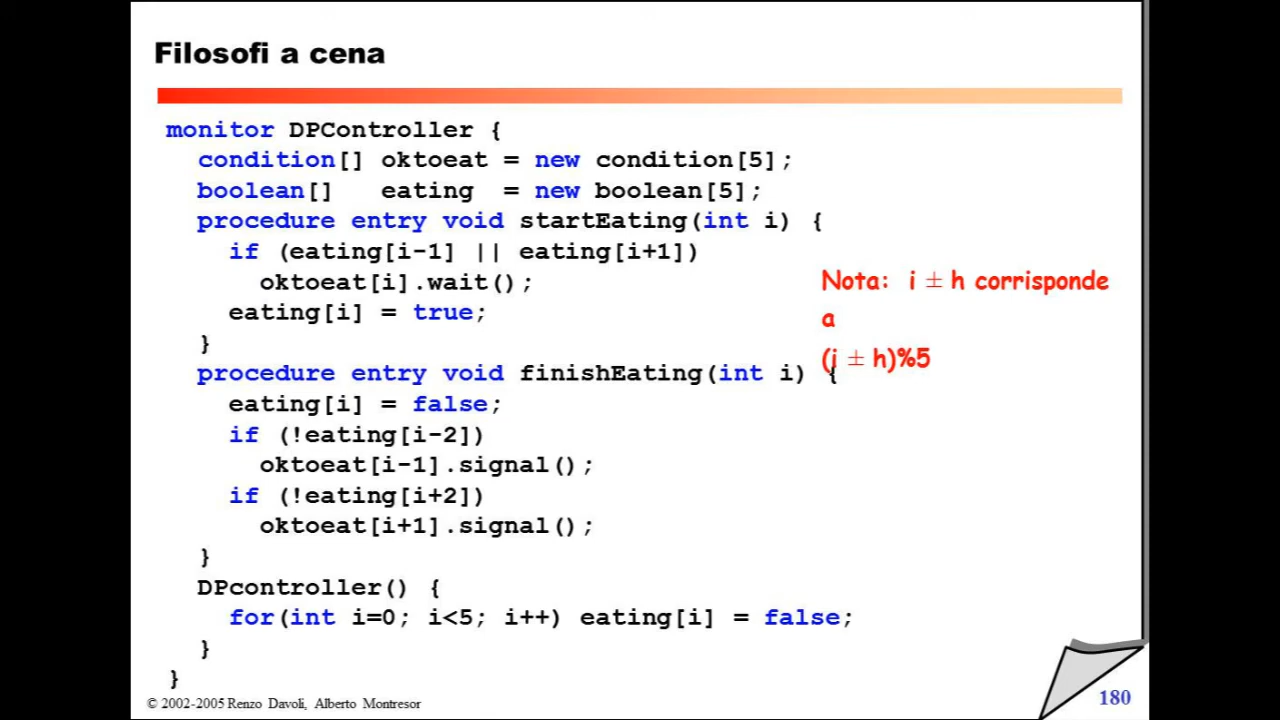 Filosofi a cena
monitor DPController {
condition[] oktoeat = new condition[5];
boolean[] eating = new boolean[5];
procedure entry void startEating(int i) {
if (eating[i-1] || eating[i+1])
oktoeat[i].wait();
eating[i] = true;
}
Nota: i ± h corrisponde
a
(i ± h)%5
procedure entry void finishEating(int i) {
eating[i] = false;
if (!eating[i-2])
oktoeat[i-1].signal();
if (!eating[i+2])
oktoeat[i+1].signal();
}
DPcontroller() {
for(int i=0; i<5; i++) eating[i] = false;
}
}
© 2002-2005 Renzo Davoli, Alberto Montresor
180